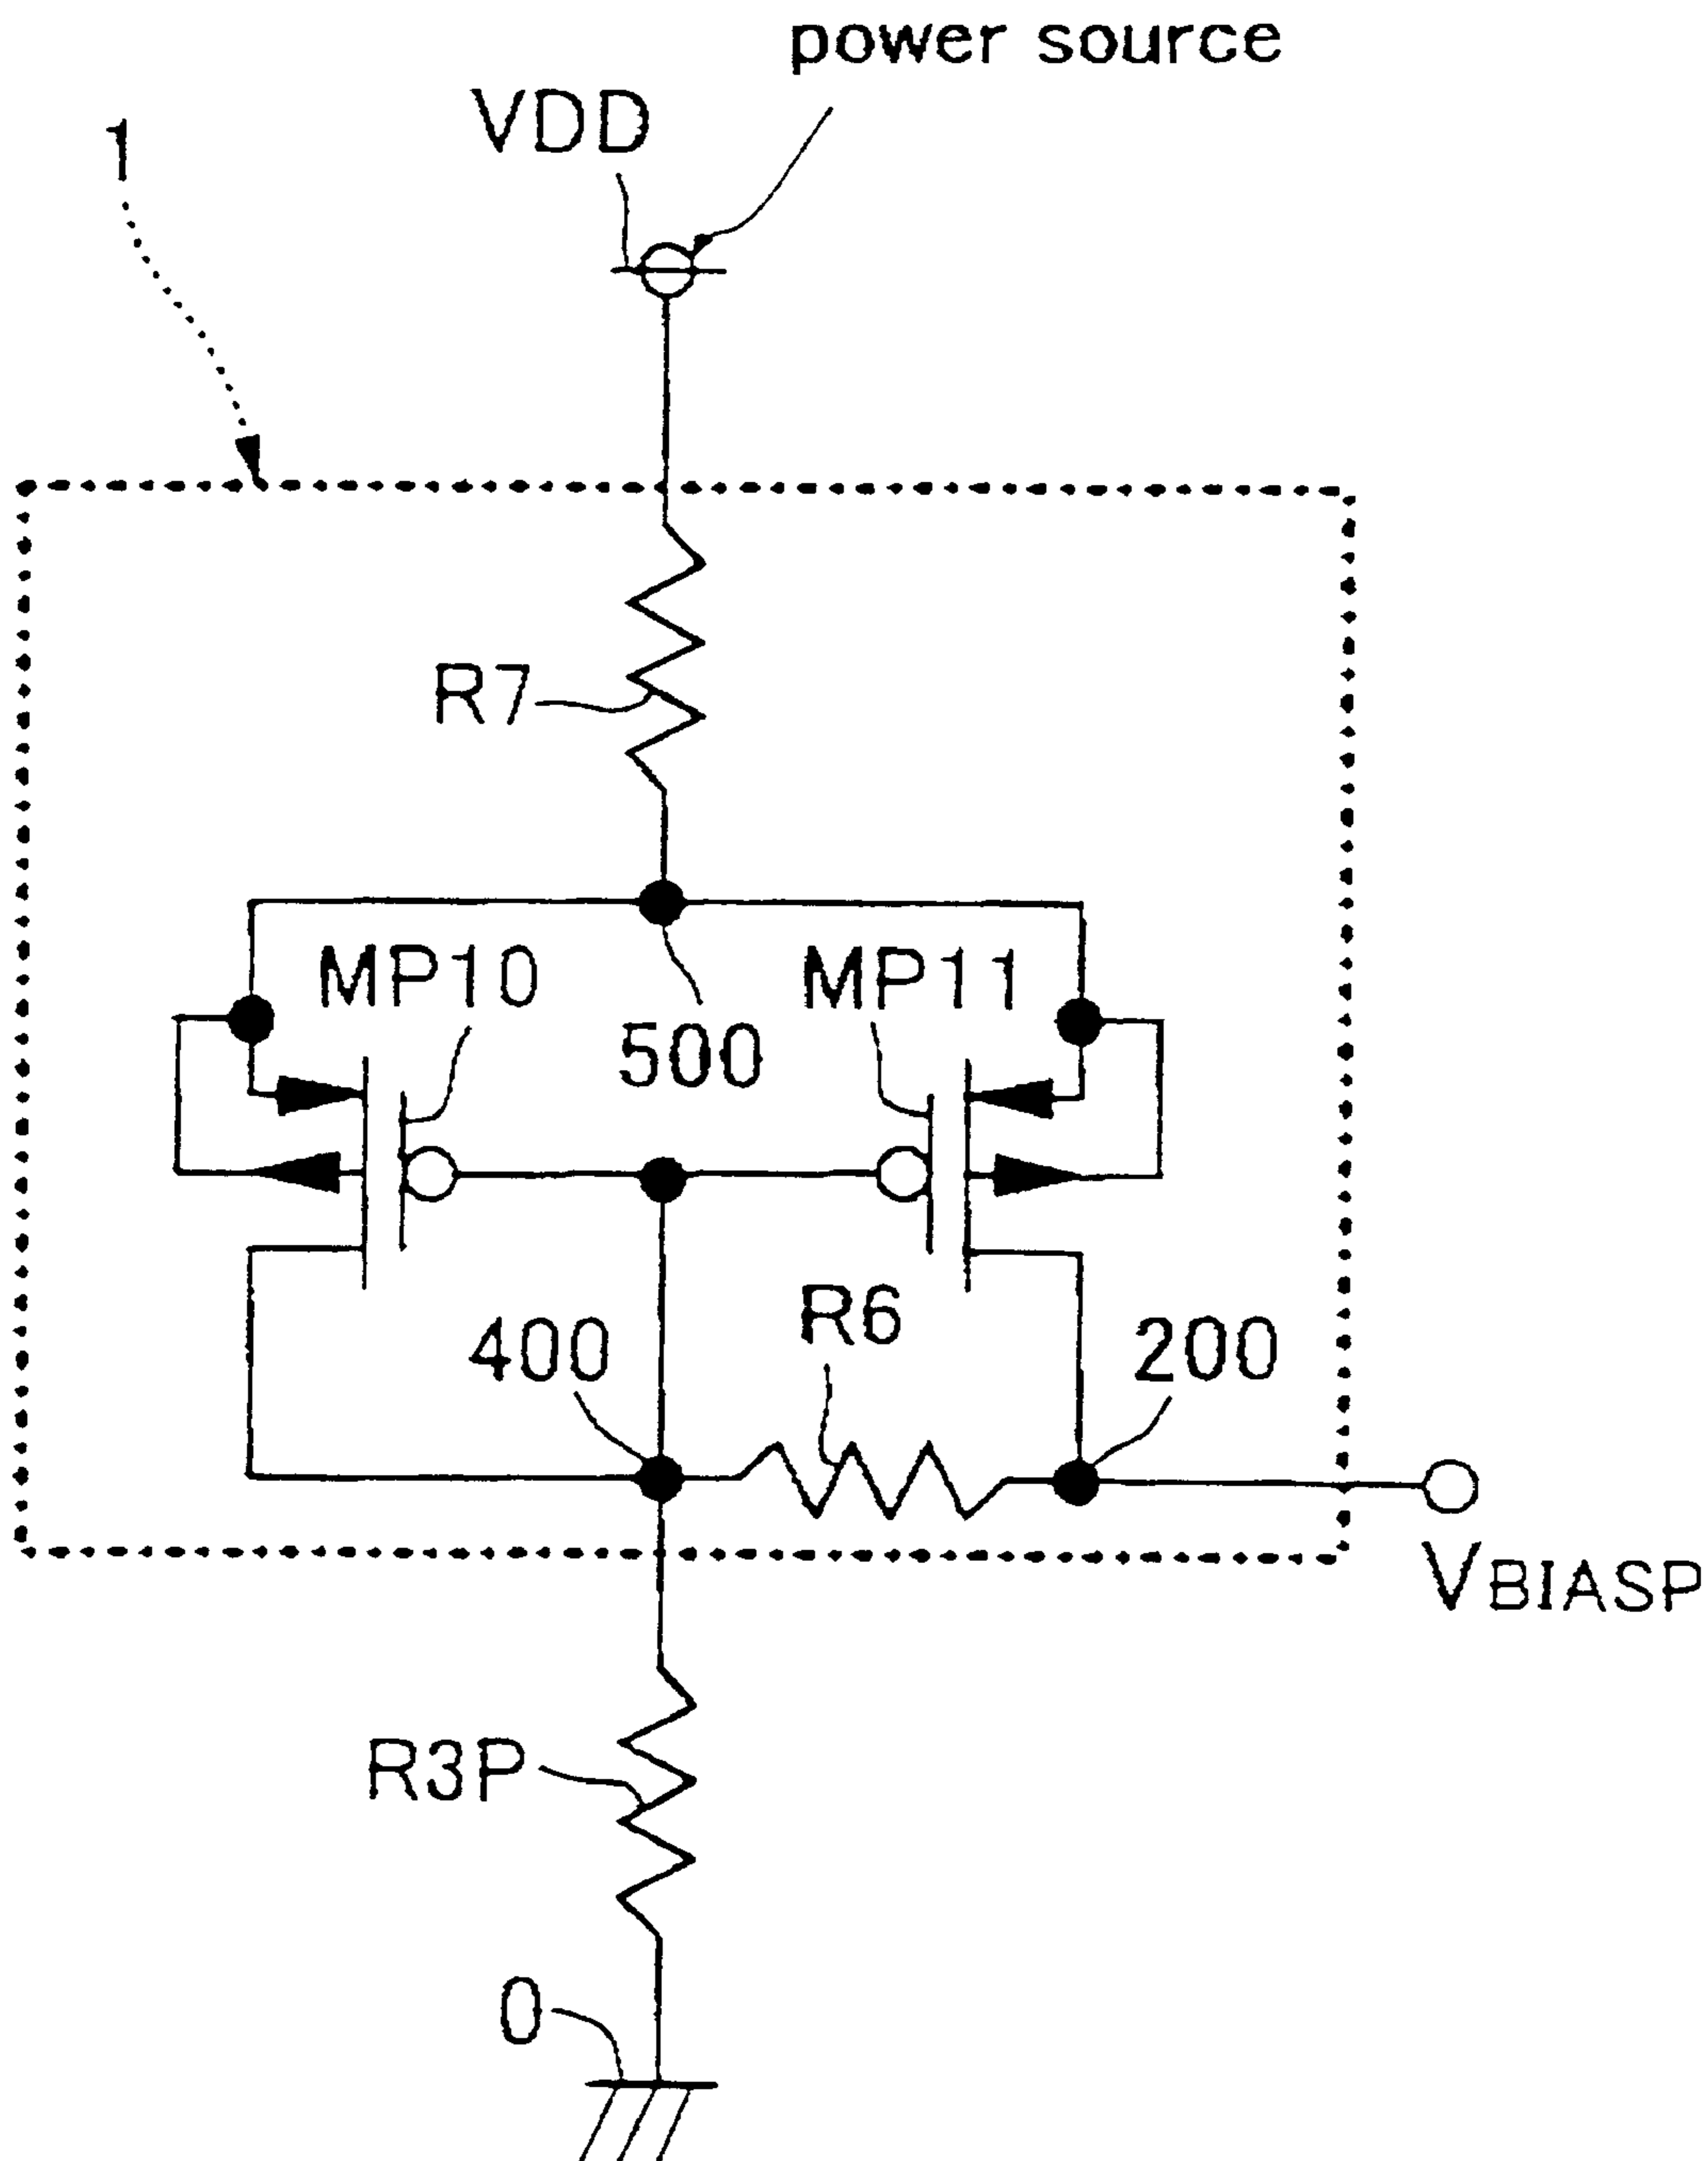 power source
VDD
1
R7
MP10
MP11
500
R6
400
200
VBIASP
R3P
0